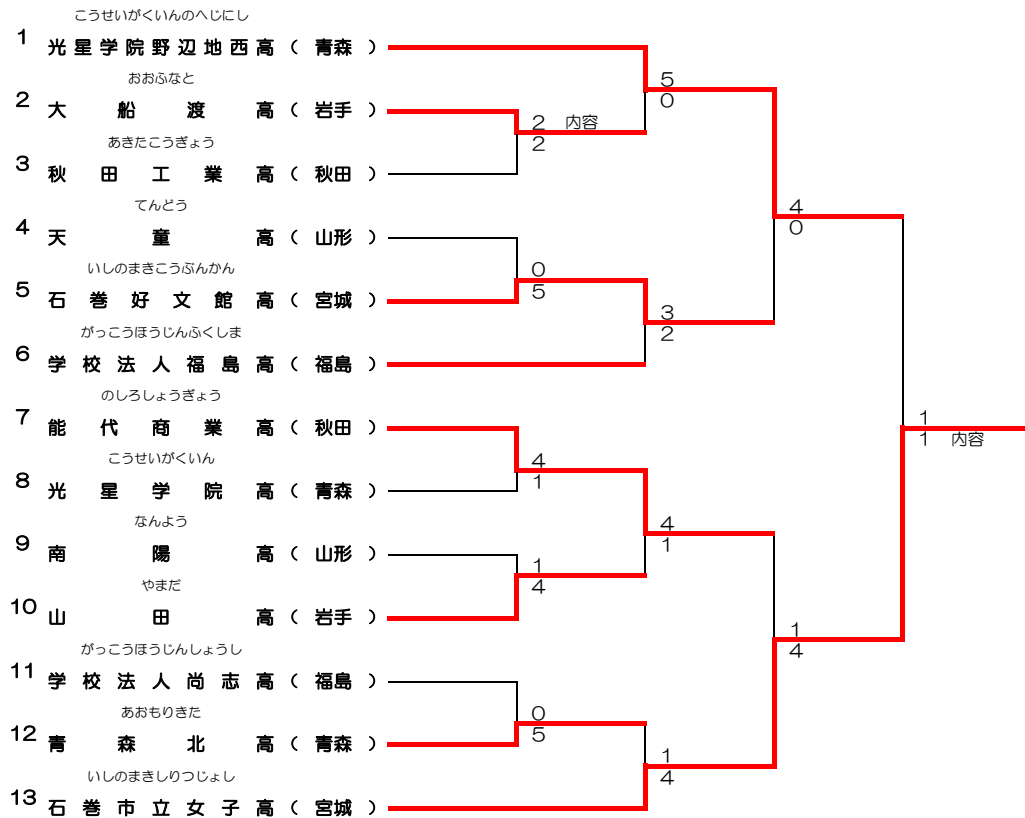 こうせいがくいんのへじにし
1 光星学院野辺地西高（青森）
5
0
おおふなと
2 大船渡高（岩手）
2 内容
2
あきたこうぎょう
3 秋田工業高（秋田）
4
0
てんどう
4 天童高（山形）
いしのまきこうぶんかん
0
5
5 石巻好文館高（宮城）
3
2
がっこうほうじんふくしま
6 学校法人福島高（福島）
のしろしょうぎょう
7 能代商業高（秋田）
1
1 内容
こうせいがくいん
4
1
8 光星学院高（青森）
なんよう
4
1
9 南陽高（山形）
1
4
やまだ
10 山田高（岩手）
1
4
がっこうほうじんしょうし
11 学校法人尚志高（福島）
あおもりきた
0
5
12 青森北高（青森）
1
4
いしのまきしりつじょし
13 石巻市立女子高（宮城）